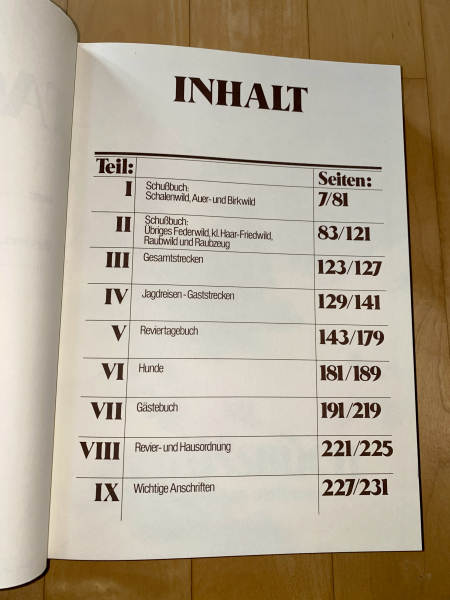 INHALT
Teil:
Seiten:
I Schußbuch: 7/81
Schalenwild, Auer- und Birkwild
II Schußbuch: 83/121
Übriges Federwild, kl. Haar-Friedwild,
Raubwild und Raubzeug
III Gesamtstrecken 123/127
IV Jagdreisen - Gaststrecken 129/141
V Reviertagebuch 143/179
VI Hunde 181/189
VII Gästebuch 191/219
VIII Revier- und Hausordnung 221/225
IX Wichtige Anschriften 227/231